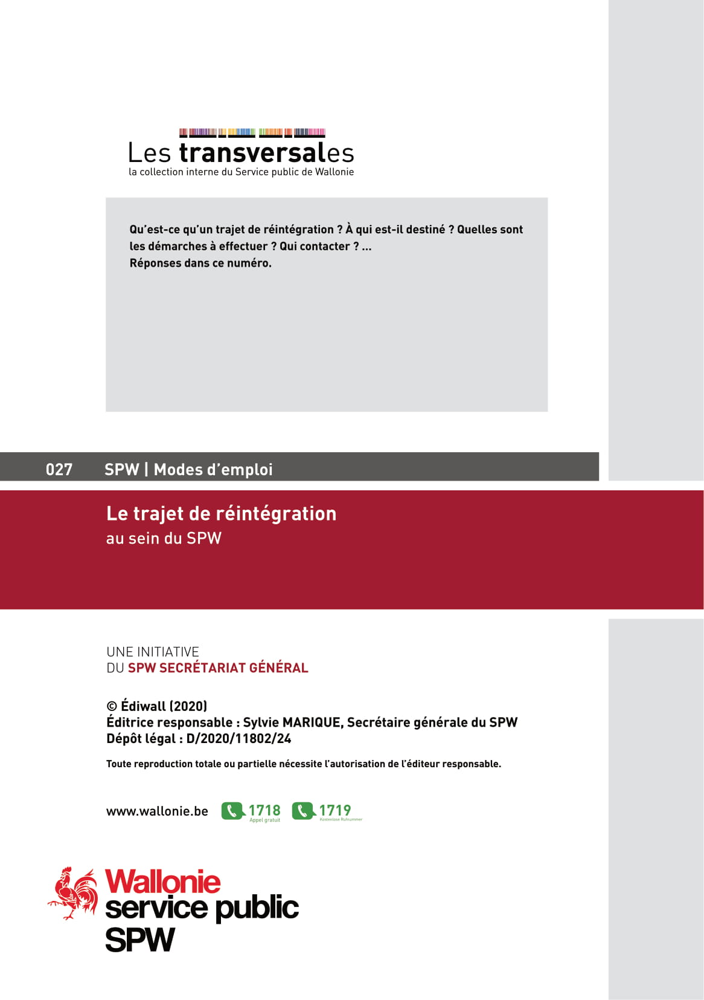 Les transversales
la collection interne du Service public de Wallonie
Qu’est-ce qu’un trajet de réintégration ? À qui est-il destiné ? Quelles sont
les démarches à effectuer ? Qui contacter ? ...
Réponses dans ce numéro.
027 SPW | Modes d’emploi
Le trajet de réintégration
au sein du SPW
UNE INITIATIVE
DU SPW SECRÉTARIAT GÉNÉRAL
© Édiwall (2020)
Éditrice responsable : Sylvie MARIQUE, Secrétaire générale du SPW
Dépôt légal : D/2020/11802/24
Toute reproduction totale ou partielle nécessite l’autorisation de l’éditeur responsable.
www.wallonie.be 1718 1719
Appel gratuit Kostenlose Rufnummer
Wallonie
service public
SPW